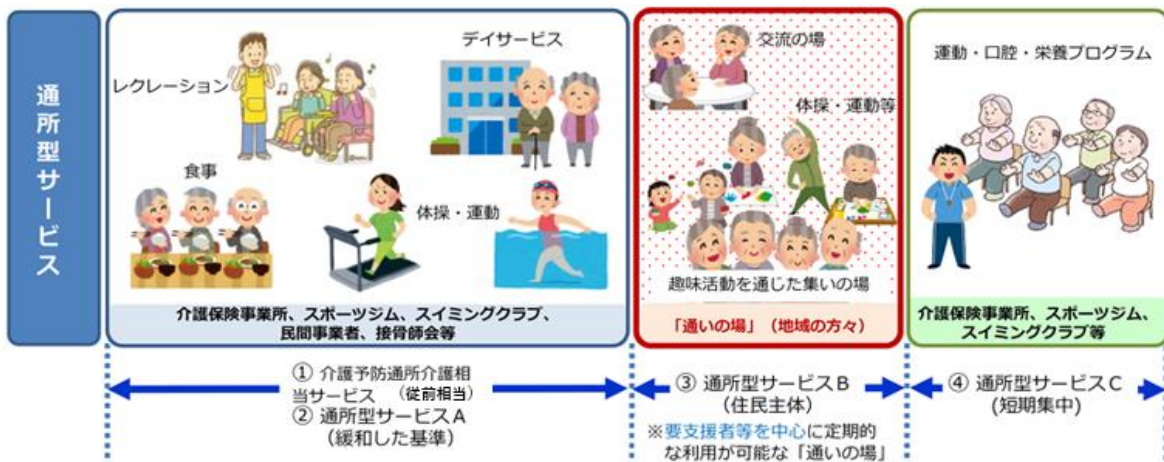 通所型サービス
レクレーション
デイサービス
食事
体操・運動
介護保険事業所、スポーツジム、スイミングクラブ、
民間事業者、接骨師会等
交流の場
体操・運動等
趣味活動を通じた集いの場
「通いの場」（地域の方々）
運動・口腔・栄養プログラム
介護保険事業所、スポーツジム、
スイミングクラブ等
① 介護予防通所介護相
当サービス （従前相当）
② 通所型サービスA
（緩和した基準）
③ 通所型サービスB
（住民主体）
※要支援者等を中心に定期的
な利用が可能な「通いの場」
④ 通所型サービスC
(短期集中)